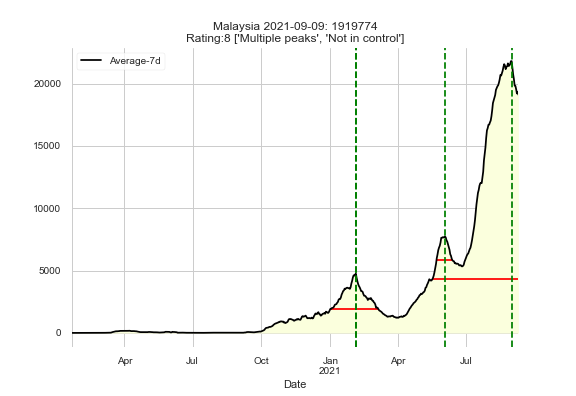 Malaysia 2021-09-09: 1919774
Rating:8 ['Multiple peaks', 'Not in control']
Average-7d
20000
15000
10000
5000
0
Apr
Jul
Oct
Jan
2021
Apr
Jul
Date